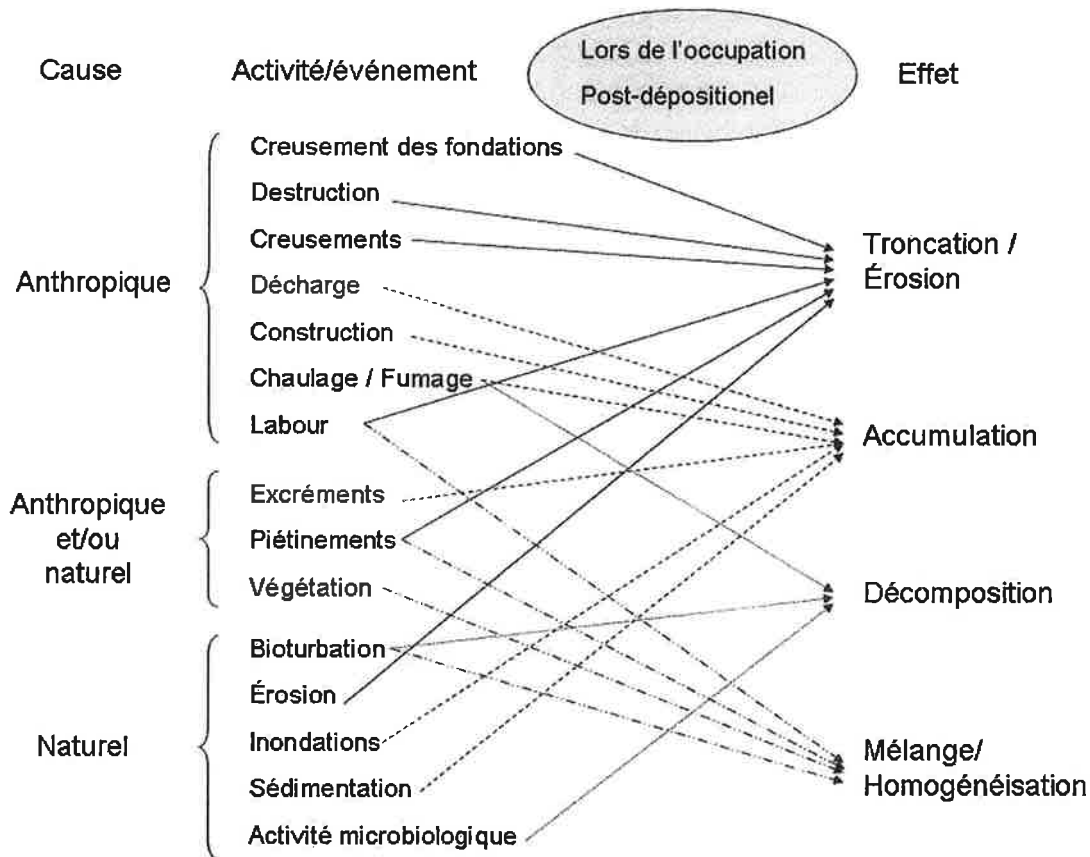 Cause
Activité/événement
Lors de l'occupation
Post-dépositionel
Effet
Anthropique
Creusement des fondations
Destruction
Creusements
Décharge
Construction
Chaulage / Fumage
Labour
Anthropique
et/ou
naturel
Excréments
Piétinements
Végétation
Naturel
Bioturbation
Érosion
Inondations
Sédimentation
Activité microbiologique
Troncation /
Érosion
Accumulation
Décomposition
Mélange/
Homogénéisation